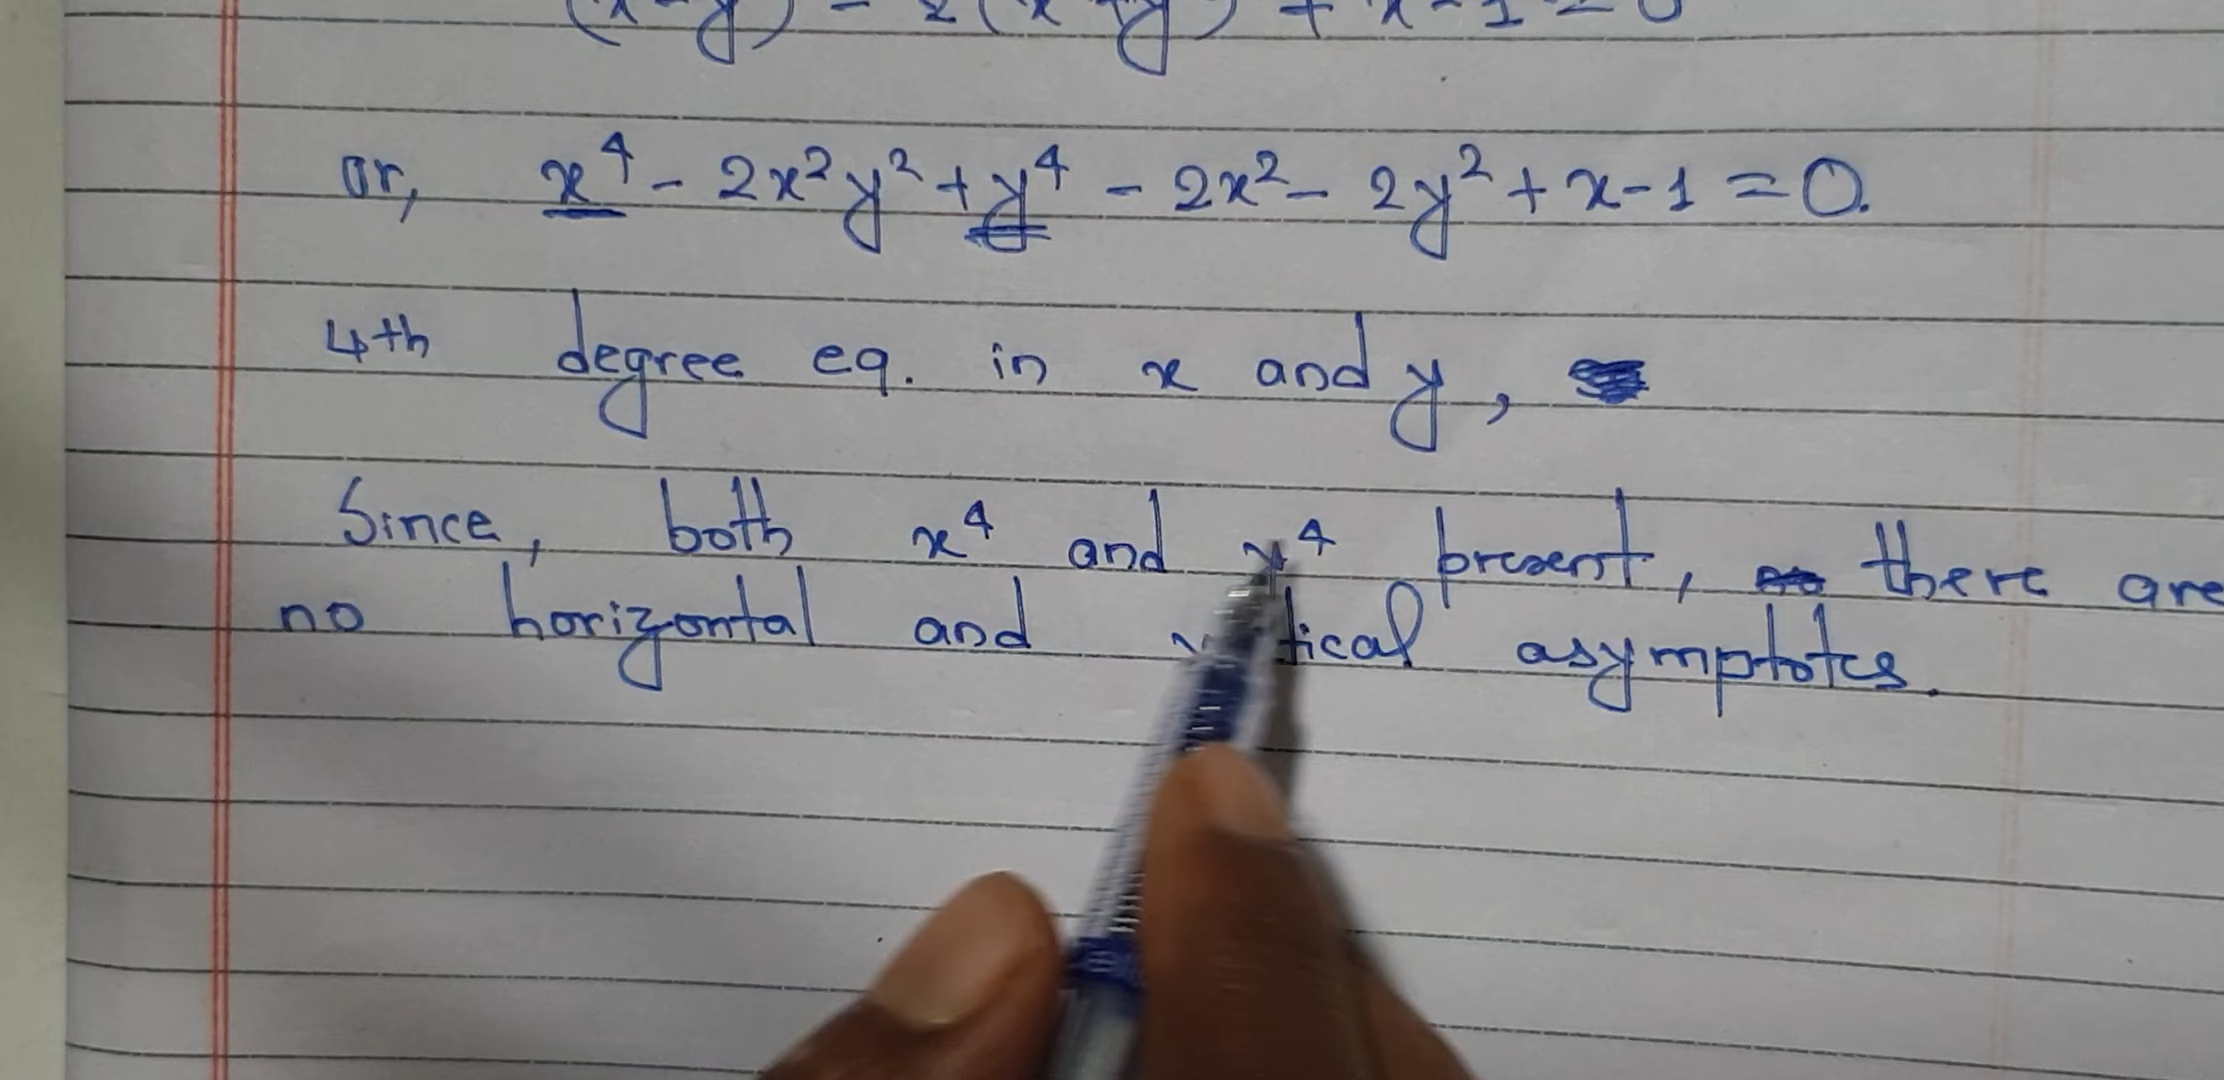 or, x⁴ - 2x²y² + y⁴ - 2x² - 2y² + x - 1 = 0.
4th degree eq. in x and y,
Since, both x⁴ and y⁴ present, there are
no horizontal and asymptotes.